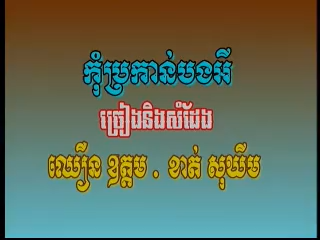 កុំប្រកាន់បងអី
ច្រៀងនិងសំដែង
ឈឿន ឧត្តម . ខាត់ សុឃីម